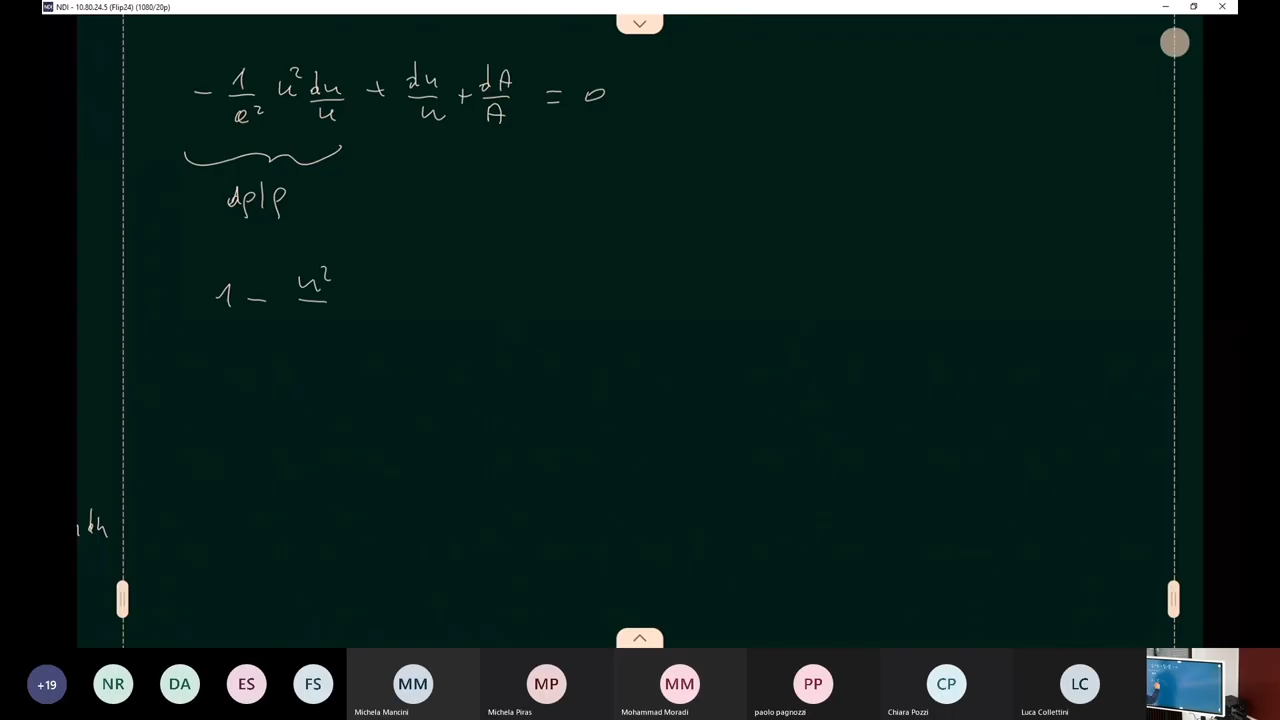 NDI - 10.80.24.5 (Flip24) (1080/20p)
- 1/a² u² du/u + du/u + dA/A = 0
dρ/ρ
1 - u²
+19
NR
DA
ES
FS
MM
MP
MM
PP
CP
LC
Michela Mancini
Michela Piras
Mohammad Moradi
paolo pagnozzi
Chiara Pozzi
Luca Collettini